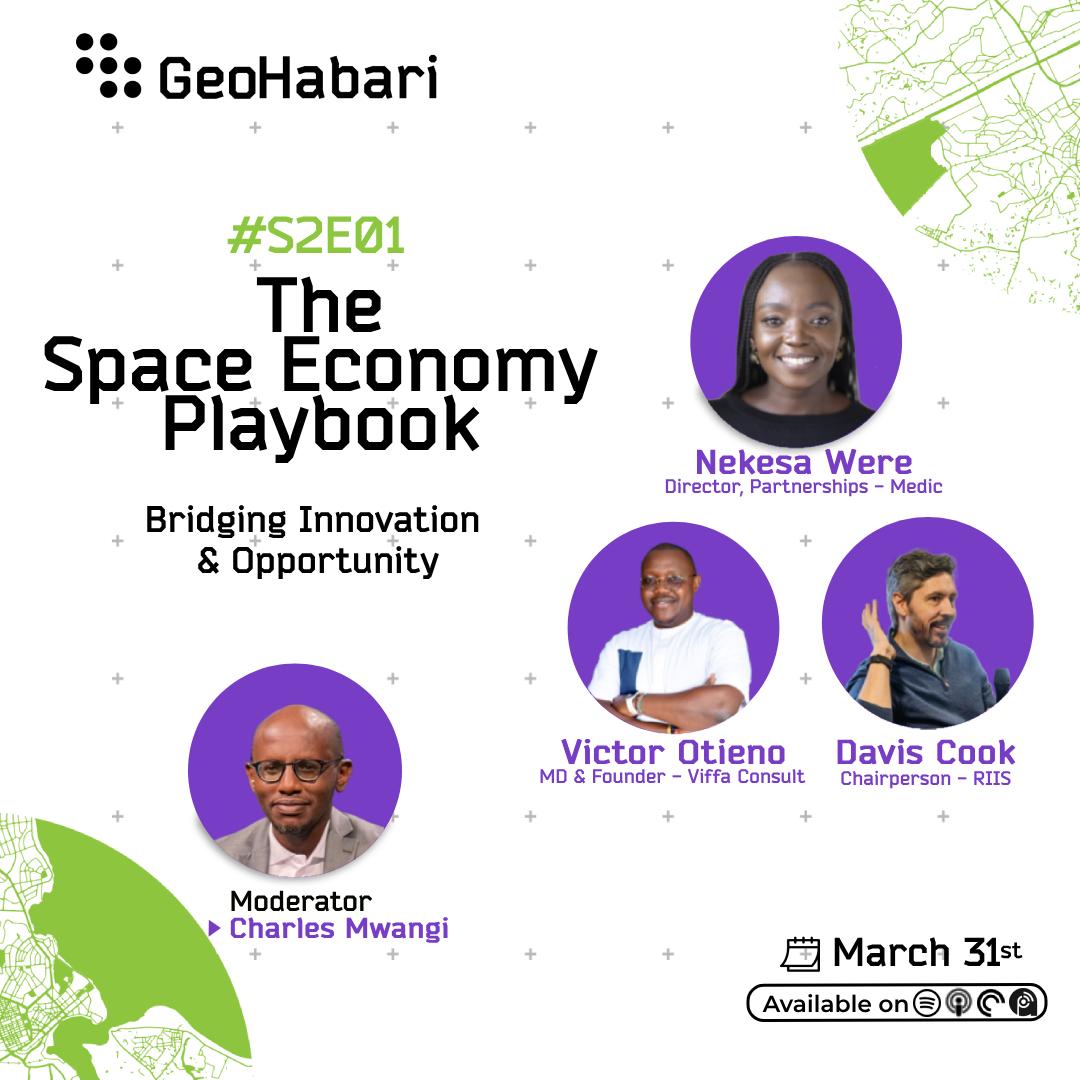 GeoHabari
#S2E01
The
Space Economy
Playbook
Bridging Innovation
& Opportunity
Nekesa Were
Director, Partnerships – Medic
Victor Otieno
MD & Founder – Viffa Consult
Davis Cook
Chairperson – RIIS
Moderator
Charles Mwangi
March 31st
Available on